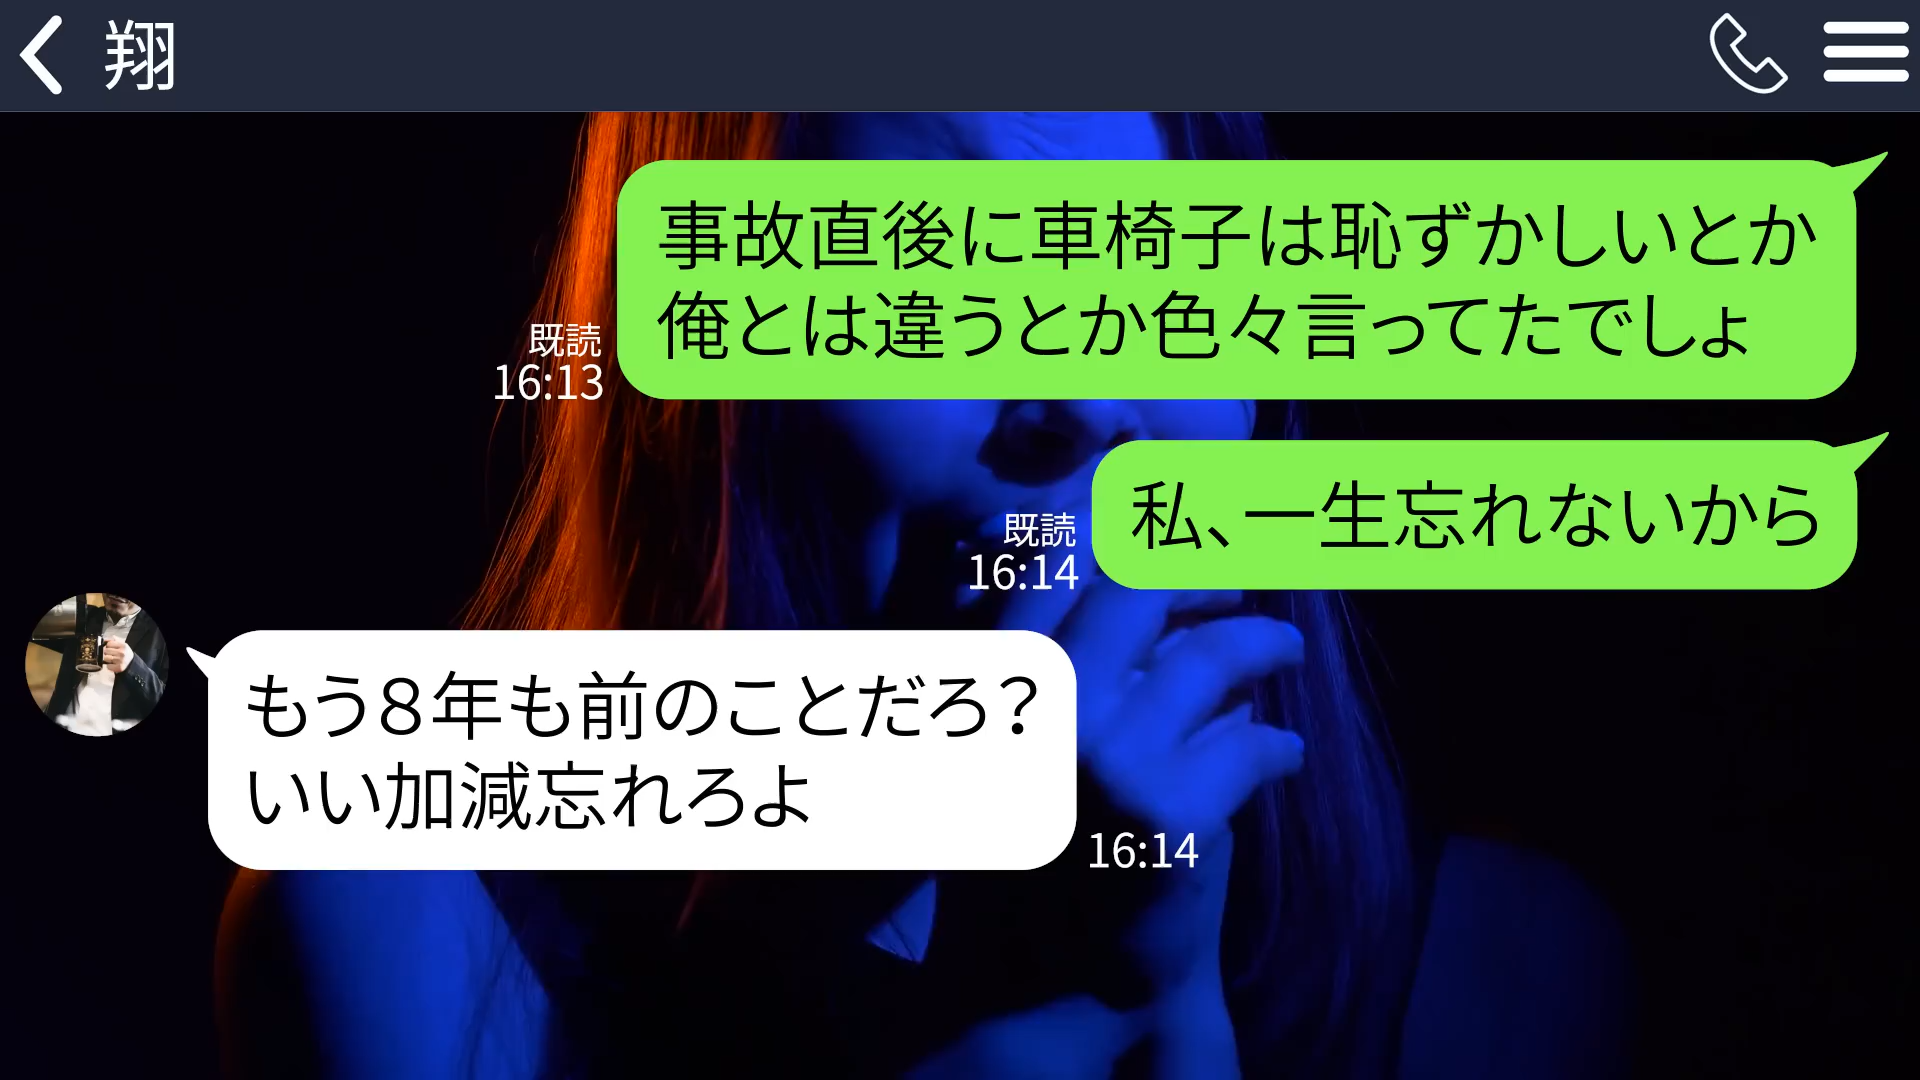 翔
事故直後に車椅子は恥ずかしいとか
俺とは違うとか色々言ってたでしょ
既読
16:13
私、一生忘れないから
既読
16:14
もう８年も前のことだろ？
いい加減忘れろよ
16:14